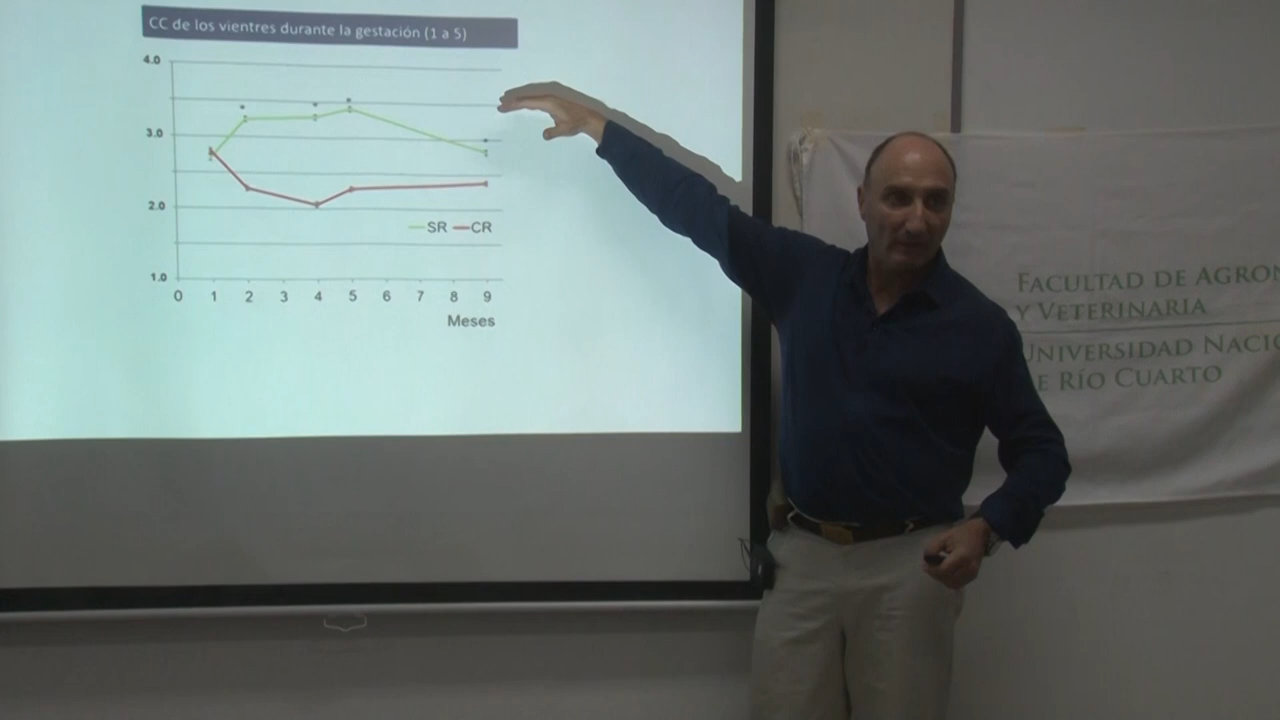 CC de los vientres durante la gestación (1 a 5)
4.0
3.0
2.0
1.0
SR CR
0 1 2 3 4 5 6 7 8 9
Meses
FACULTAD DE AGRON
Y VETERINARIA
UNIVERSIDAD NACIO
DE RÍO CUARTO